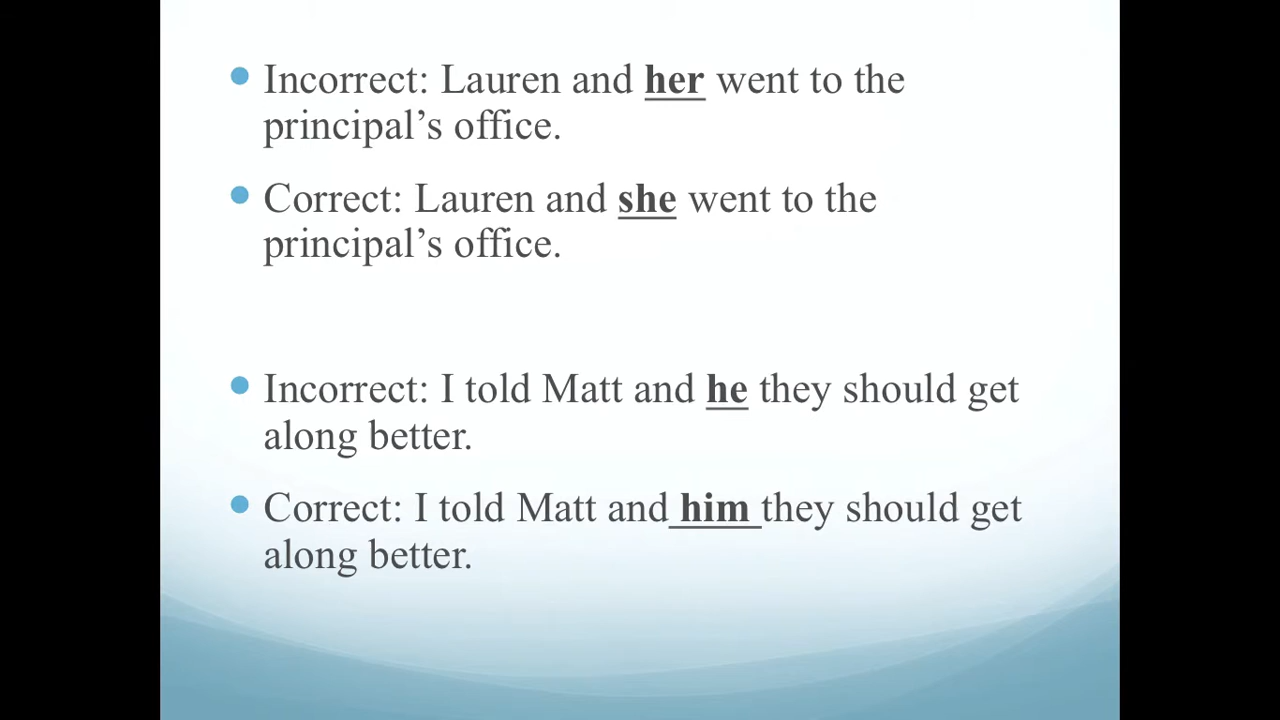 Incorrect: Lauren and her went to the
principal’s office.
Correct: Lauren and she went to the
principal’s office.
Incorrect: I told Matt and he they should get
along better.
Correct: I told Matt and him they should get
along better.